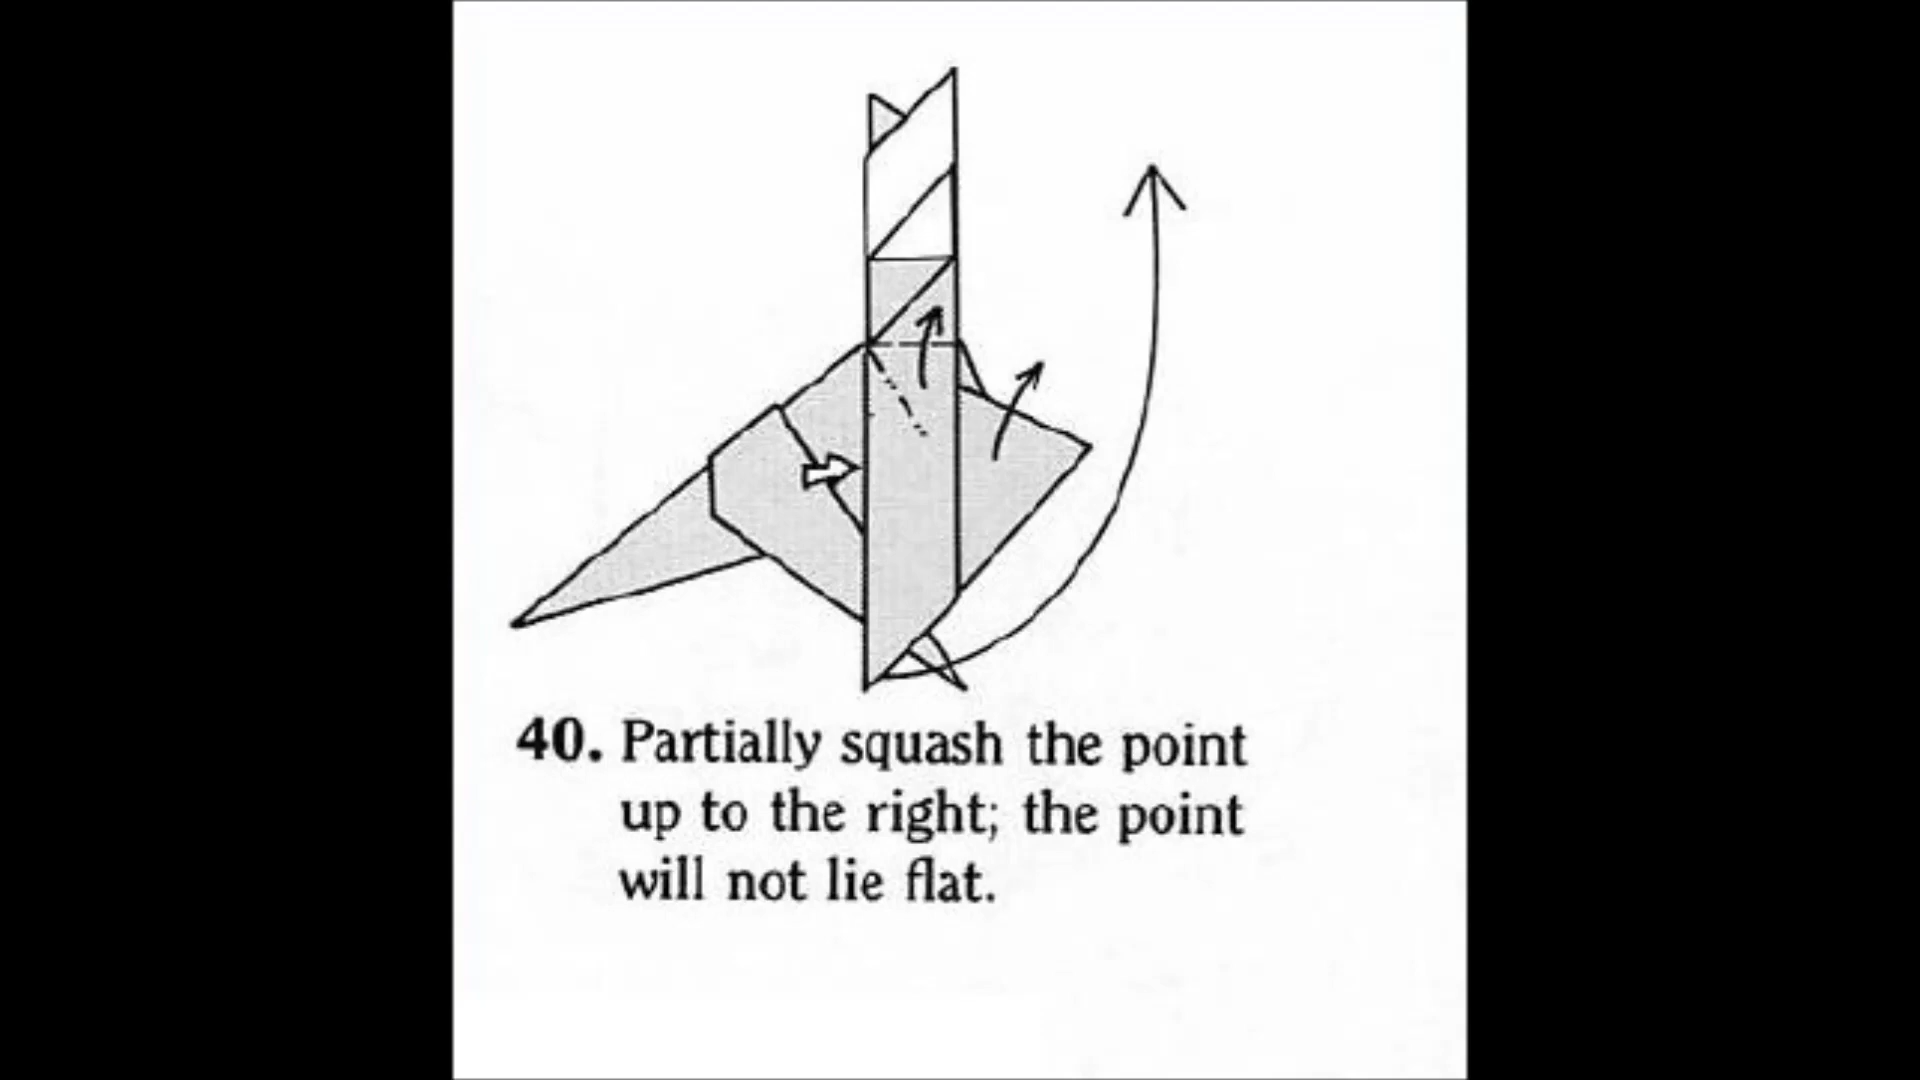 40. Partially squash the point
up to the right; the point
will not lie flat.